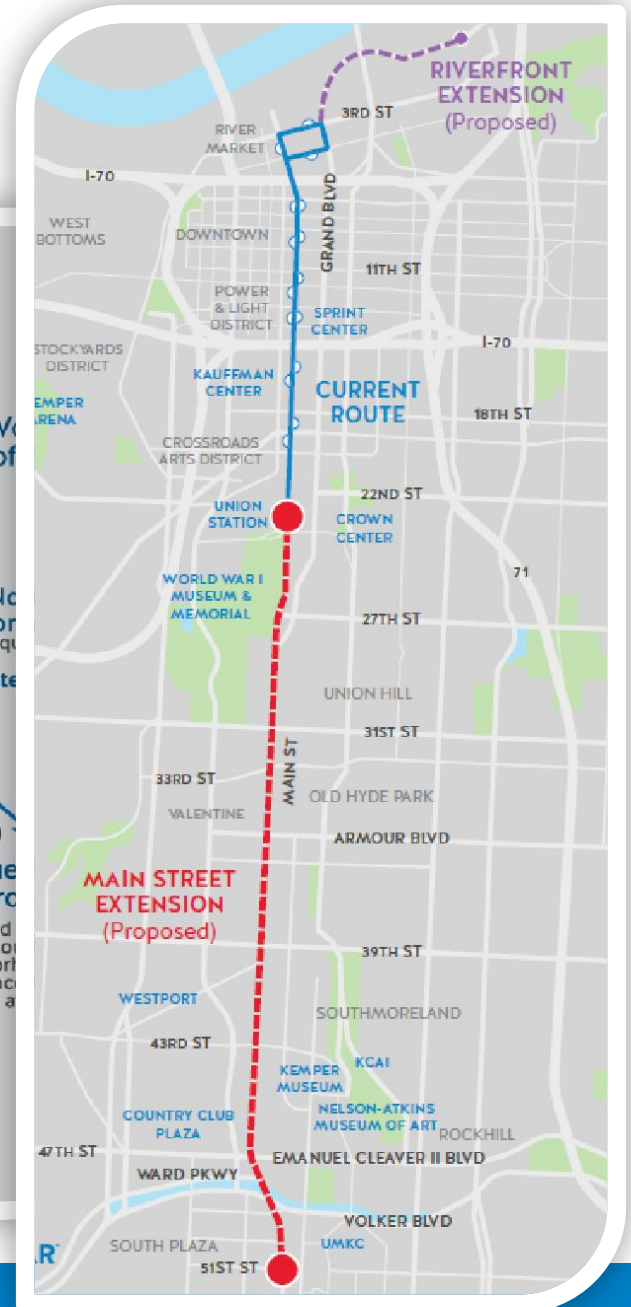 RIVERFRONT
EXTENSION
(Proposed)
3RD ST
RIVER
MARKET
I-70
WEST
BOTTOMS
DOWNTOWN
GRAND BLVD
11TH ST
POWER
& LIGHT
DISTRICT
SPRINT
CENTER
I-70
STOCKYARDS
DISTRICT
KAUFFMAN
CENTER
CURRENT
ROUTE
EMPER
ARENA
18TH ST
CROSSROADS
ARTS DISTRICT
22ND ST
UNION
STATION
CROWN
CENTER
71
WORLD WAR I
MUSEUM &
MEMORIAL
27TH ST
UNION HILL
31ST ST
MAIN ST
33RD ST
OLD HYDE PARK
VALENTINE
ARMOUR BLVD
MAIN STREET
EXTENSION
(Proposed)
39TH ST
WESTPORT
SOUTHMORELAND
43RD ST
KCAI
KEMPER
MUSEUM
NELSON-ATKINS
MUSEUM OF ART
COUNTRY CLUB
PLAZA
ROCKHILL
47TH ST
EMANUEL CLEAVER II BLVD
WARD PKWY
VOLKER BLVD
SOUTH PLAZA
UMKC
51ST ST